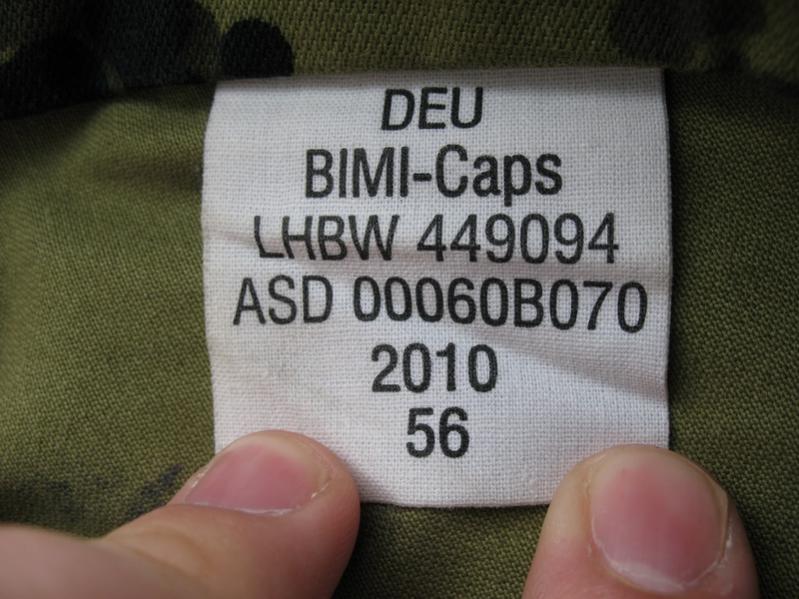 DEU
BIMI-Caps
LHBW 449094
ASD 00060B070
2010
56